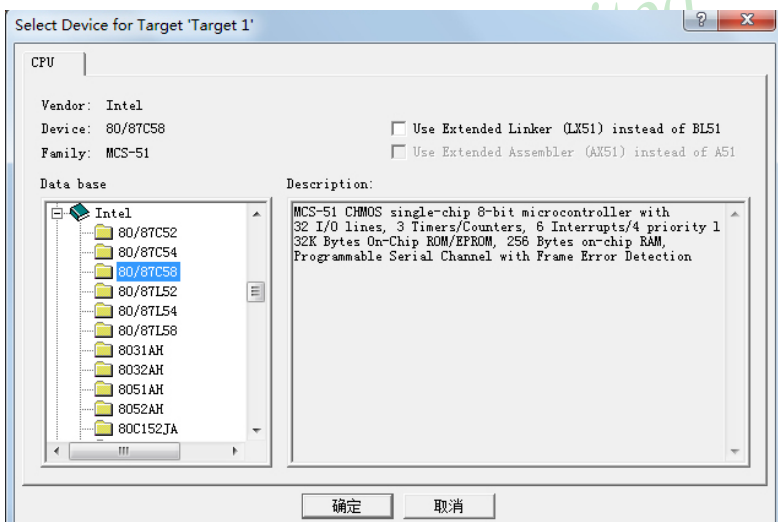 Select Device for Target 'Target 1'
CPU
Vendor: Intel
Device: 80/87C58
Family: MCS-51
Use Extended Linker (LX51) instead of BL51
Use Extended Assembler (AX51) instead of A51
Data base
Intel
80/87C52
80/87C54
80/87C58
80/87L52
80/87L54
80/87L58
8031AH
8032AH
8051AH
8052AH
80C152JA
Description:
MCS-51 CHMOS single-chip 8-bit microcontroller with
32 I/O lines, 3 Timers/Counters, 6 Interrupts/4 priority l
32K Bytes On-Chip ROM/EPROM, 256 Bytes on-chip RAM,
Programmable Serial Channel with Frame Error Detection
确定
取消